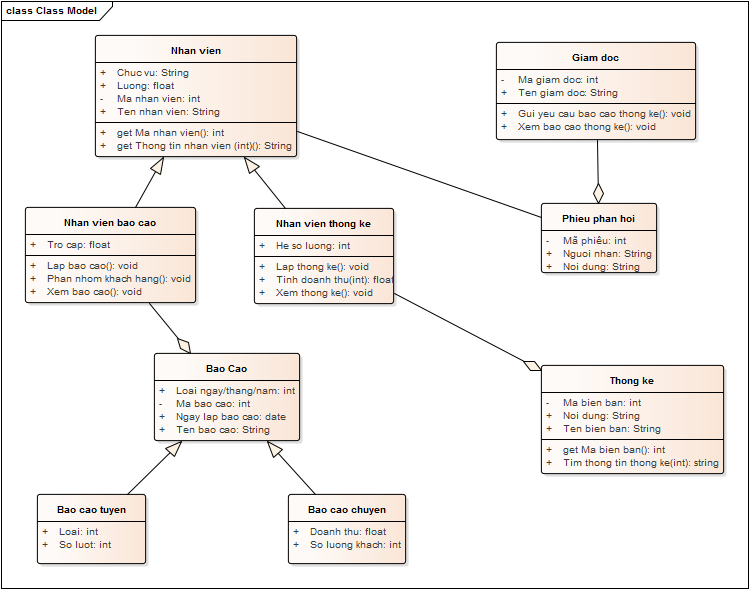 class Class Model
Nhan vien
+ Chuc vu: String
+ Luong: float
- Ma nhan vien: int
+ Ten nhan vien: String
+ get Ma nhan vien(): int
+ get Thong tin nhan vien (int)(): String
Giam doc
- Ma giam doc: int
+ Ten giam doc: String
+ Gui yeu cau bao cao thong ke(): void
+ Xem bao cao thong ke(): void
Nhan vien bao cao
+ Tro cap: float
+ Lap bao cao(): void
+ Phan nhom khach hang(): void
+ Xem bao cao(): void
Nhan vien thong ke
+ He so luong: int
+ Lap thong ke(): void
+ Tinh doanh thu(int): float
+ Xem thong ke(): void
Phieu phan hoi
- Mã phiếu: int
+ Nguoi nhan: String
+ Noi dung: String
Bao Cao
+ Loai ngay/thang/nam: int
- Ma bao cao: int
+ Ngay lap bao cao: date
+ Ten bao cao: String
Thong ke
- Ma bien ban: int
+ Noi dung: String
+ Ten bien ban: String
+ get Ma bien ban(): int
+ Tim thong tin thong ke(int): string
Bao cao tuyen
+ Loai: int
+ So luot: int
Bao cao chuyen
+ Doanh thu: float
+ So luong khach: int